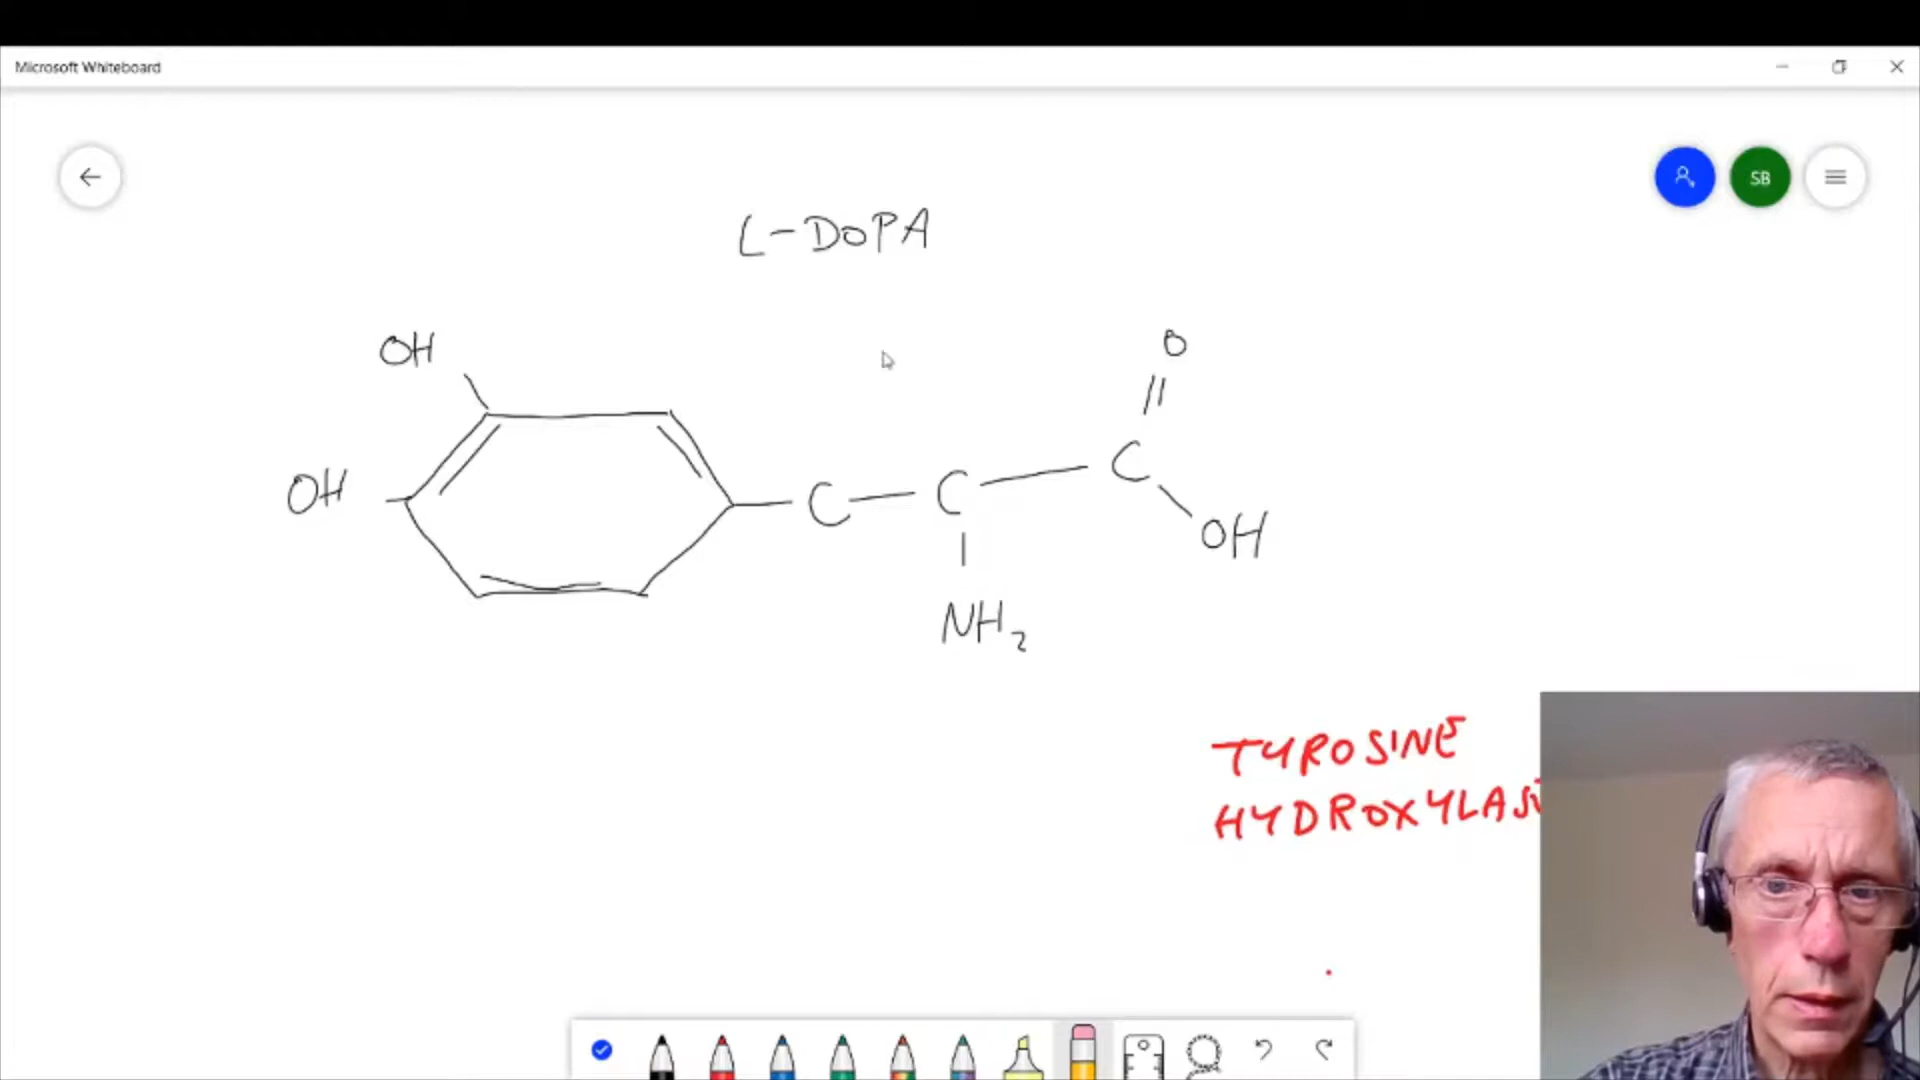 Microsoft Whiteboard
SB
L-DOPA
OH
O
OH
C
C
C
OH
NH2
TYROSINE
HYDROXYLAS